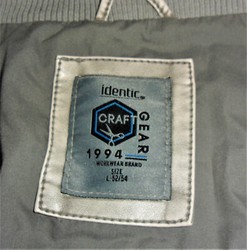 identic.
CRAFT
GEAR
1994
WORKWEAR BRAND
SIZE
L-52/54